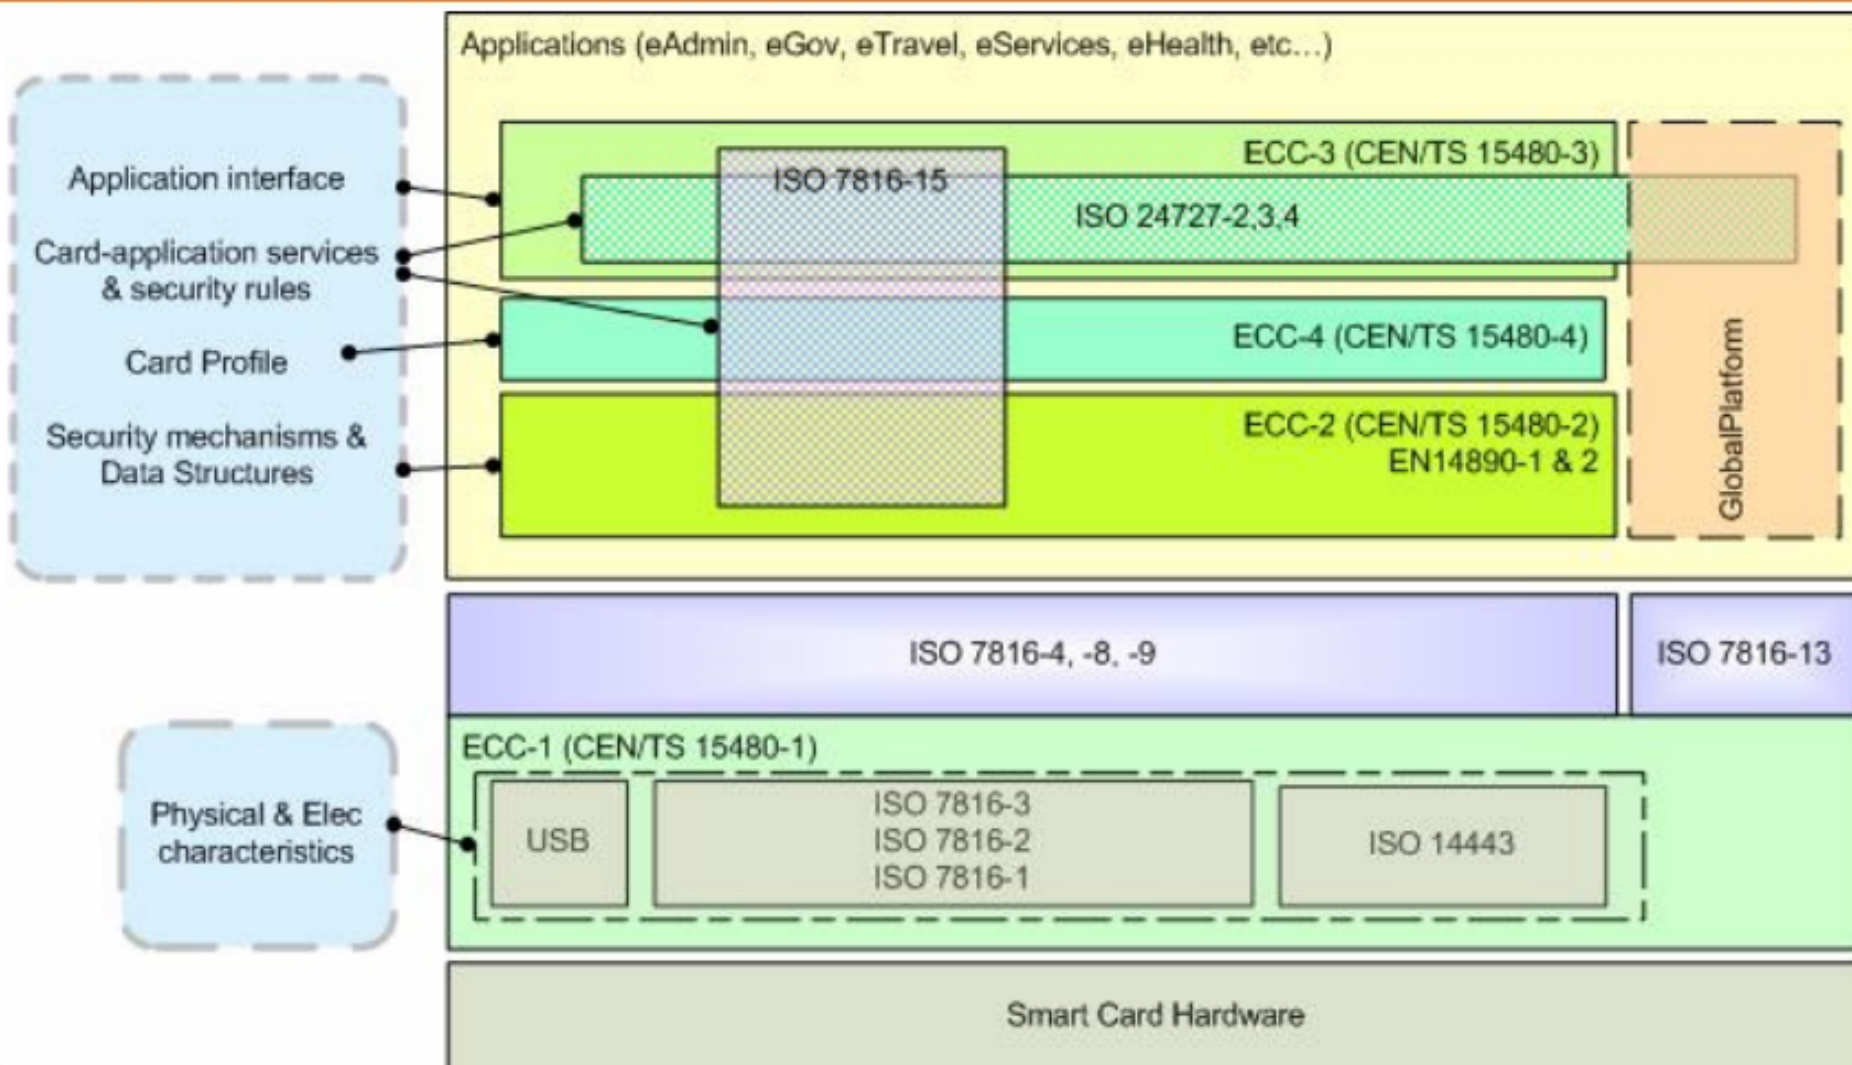 Applications (eAdmin, eGov, eTravel, eServices, eHealth, etc...)
Application interface
Card-application services
& security rules
Card Profile
Security mechanisms &
Data Structures
ECC-3 (CEN/TS 15480-3)
ISO 7816-15
ISO 24727-2,3,4
ECC-4 (CEN/TS 15480-4)
ECC-2 (CEN/TS 15480-2)
EN14890-1 & 2
GlobalPlatform
ISO 7816-4, -8, -9
ISO 7816-13
ECC-1 (CEN/TS 15480-1)
Physical & Elec
characteristics
USB
ISO 7816-3
ISO 7816-2
ISO 7816-1
ISO 14443
Smart Card Hardware